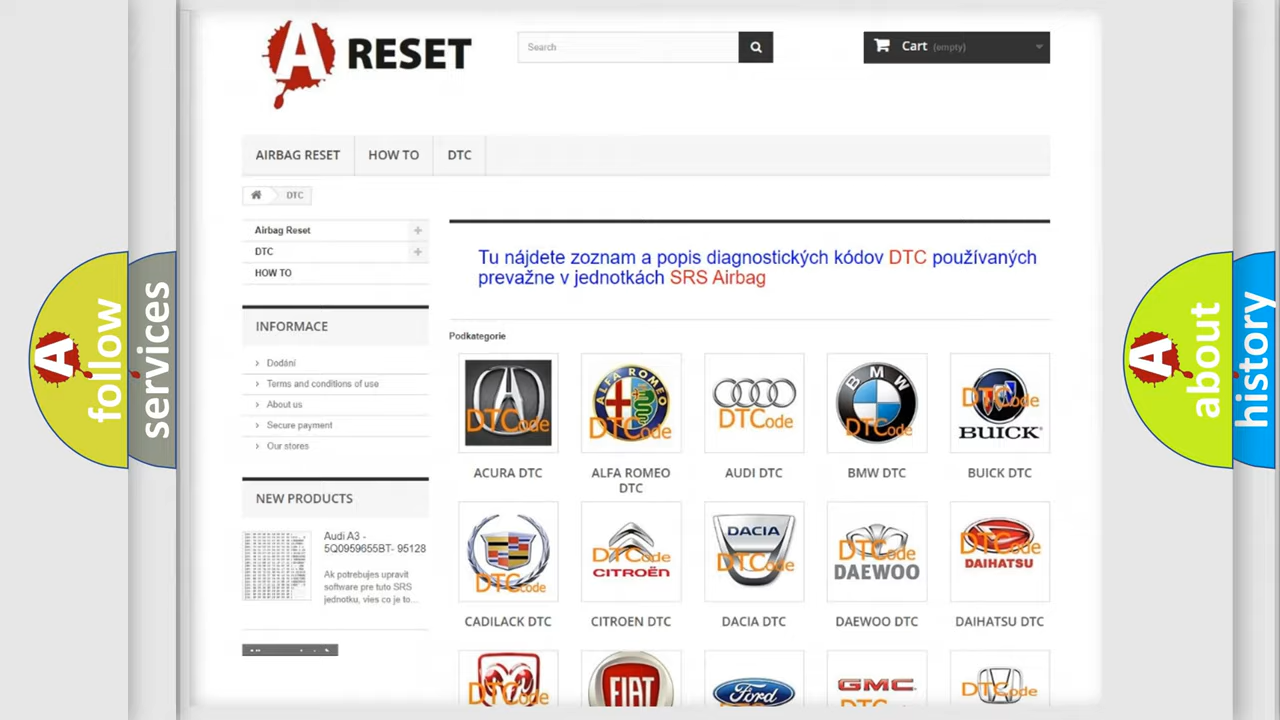 A RESET
Search
Cart (empty)
AIRBAG RESET
HOW TO
DTC
DTC
Airbag Reset
DTC
HOW TO
Tu nájdete zoznam a popis diagnostických kódov DTC používaných
prevažne v jednotkách SRS Airbag
INFORMACE
Dodání
Terms and conditions of use
About us
Secure payment
Our stores
NEW PRODUCTS
Audi A3 -
5Q0959655BT- 95128
Ak potrebujes upravit
software pre tuto SRS
jednotku, vies co je to...
Podkategorie
DTCode
ALFA ROMEO
DTCode
DTCode
BMW
DTCode
DTCode
BUICK
ACURA DTC
ALFA ROMEO
DTC
AUDI DTC
BMW DTC
BUICK DTC
DTCode
DTCode
CITROËN
DACIA
DTCode
DTCode
DAEWOO
DTCode
DAIHATSU
CADILACK DTC
CITROEN DTC
DACIA DTC
DAEWOO DTC
DAIHATSU DTC
DTCode
FIAT
Ford
GMC
DTCode
A follow
services
A about
history